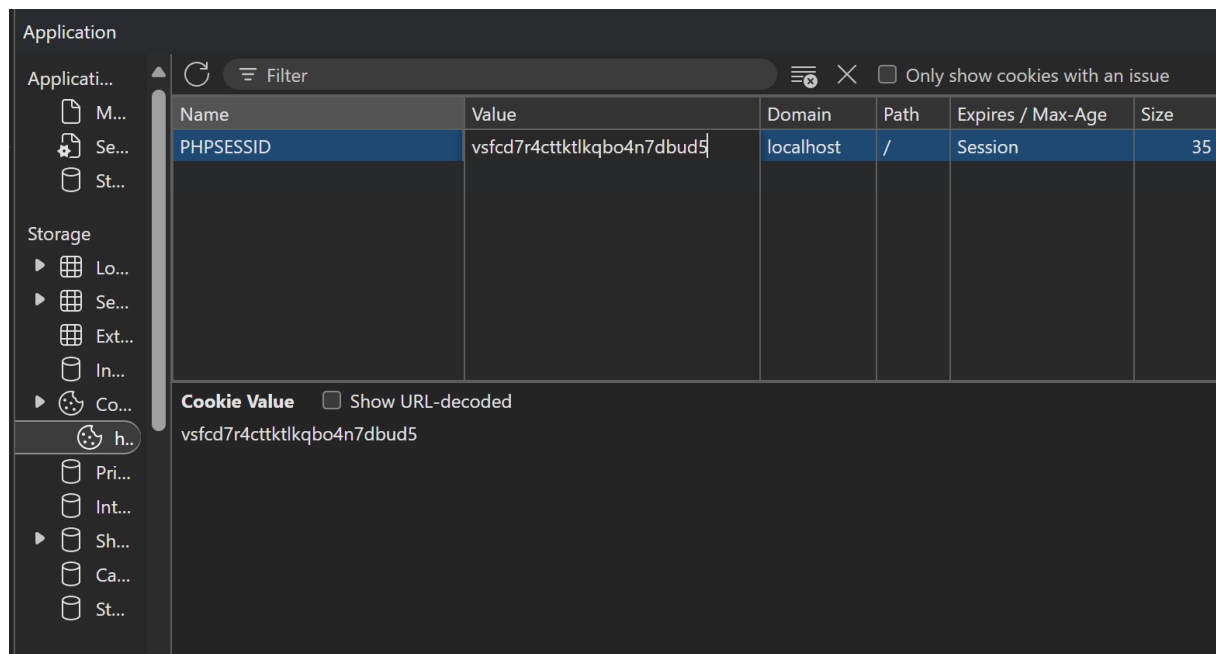 Application
Applicati...
M...
Se...
St...
Storage
Lo...
Se...
Ext...
In...
Co...
h..
Pri...
Int...
Sh...
Ca...
St...
Filter
Only show cookies with an issue
Name Value Domain Path Expires / Max-Age Size
PHPSESSID vsfcd7r4cttktlkqbo4n7dbud5 localhost / Session 35
Cookie Value Show URL-decoded
vsfcd7r4cttktlkqbo4n7dbud5